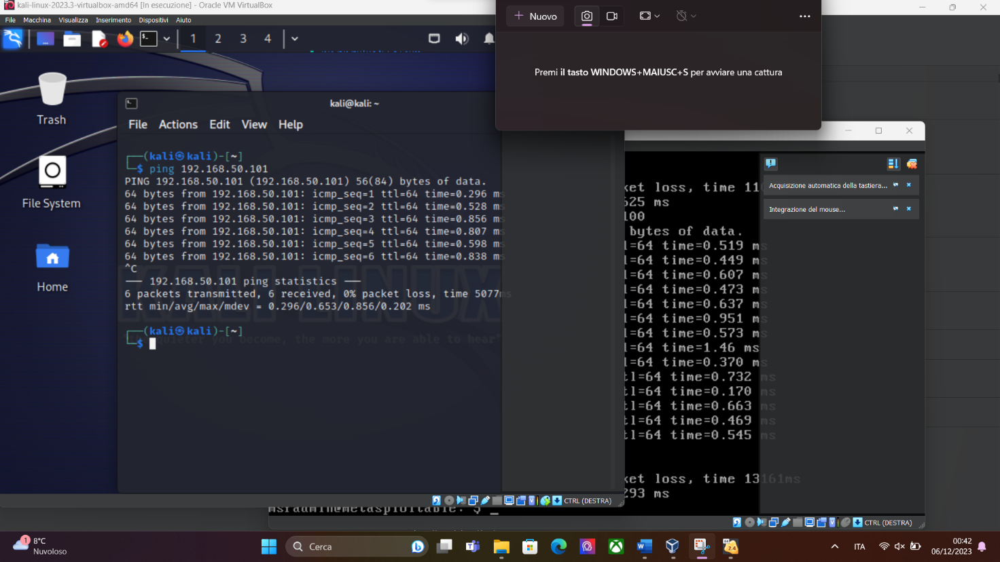 kali-linux-2023.3-virtualbox-amd64 [In esecuzione] - Oracle VM VirtualBox
File Macchina Visualizza Inserimento Dispositivi Aiuto
1 2 3 4
Nuovo
Premi il tasto WINDOWS+MAIUSC+S per avviare una cattura
Trash
File System
Home
kali@kali: ~
File Actions Edit View Help
┌──(kali㉿kali)-[~]
└─$ ping 192.168.50.101
PING 192.168.50.101 (192.168.50.101) 56(84) bytes of data.
64 bytes from 192.168.50.101: icmp_seq=1 ttl=64 time=0.296 ms
64 bytes from 192.168.50.101: icmp_seq=2 ttl=64 time=0.528 ms
64 bytes from 192.168.50.101: icmp_seq=3 ttl=64 time=0.856 ms
64 bytes from 192.168.50.101: icmp_seq=4 ttl=64 time=0.807 ms
64 bytes from 192.168.50.101: icmp_seq=5 ttl=64 time=0.598 ms
64 bytes from 192.168.50.101: icmp_seq=6 ttl=64 time=0.838 ms
^C
--- 192.168.50.101 ping statistics ---
6 packets transmitted, 6 received, 0% packet loss, time 5077ms
rtt min/avg/max/mdev = 0.296/0.653/0.856/0.202 ms
┌──(kali㉿kali)-[~]
└─$
KALI LINUX
become, the more you are able to hear"
ket loss, time 11
625 ms
100
bytes of data.
l=64 time=0.519 ms
l=64 time=0.449 ms
l=64 time=0.607 ms
l=64 time=0.473 ms
l=64 time=0.637 ms
l=64 time=0.951 ms
l=64 time=0.573 ms
l=64 time=1.46 ms
l=64 time=0.370 ms
tl=64 time=0.732 ms
tl=64 time=0.170 ms
tl=64 time=0.663 ms
tl=64 time=0.469 ms
tl=64 time=0.545 ms
ket loss, time 13161ms
293 ms
Acquisizione automatica della tastiera...
Integrazione del mouse...
CTRL (DESTRA)
msfadmin@metasploitable:~$ _
CTRL (DESTRA)
1
8°C
Nuvoloso
Cerca
2.4
ITA
00:42
06/12/2023